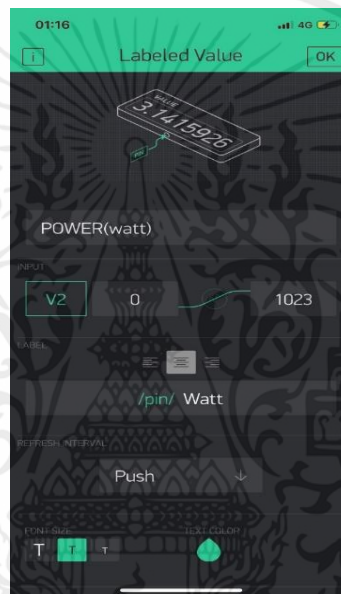 01:16 4G
i Labeled Value OK
VALUE
3.1415926
PIN
POWER(watt)
INPUT
V2 0 1023
LABEL
/pin/ Watt
REFRESH INTERVAL
Push
FONT SIZE TEXT COLOR
T T T